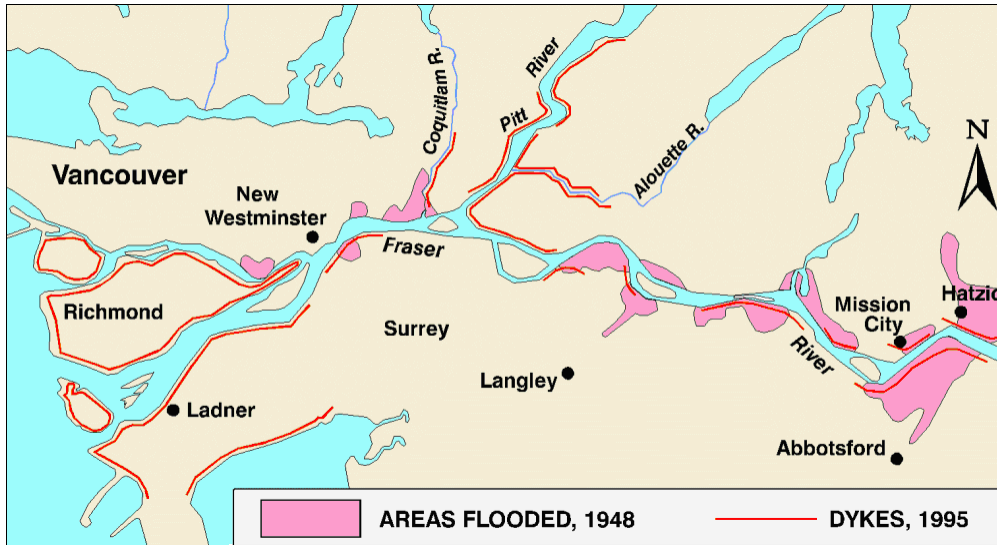 Coquitlam R.
Pitt
River
Alouette R.
N
Vancouver
New
Westminster
Fraser
Richmond
Surrey
Mission
City
Hatzic
River
Langley
Ladner
Abbotsford
AREAS FLOODED, 1948
DYKES, 1995